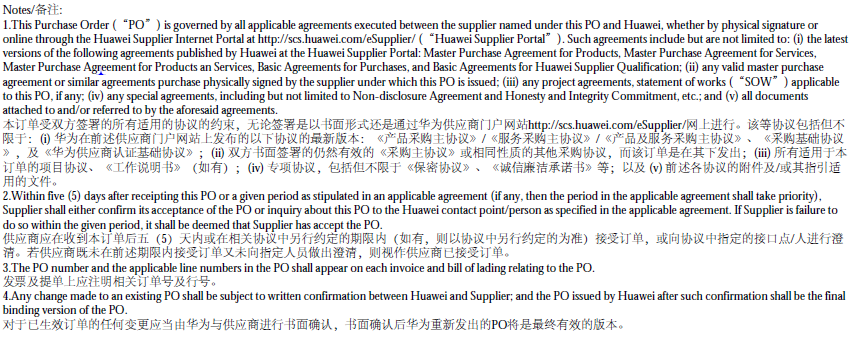 Notes/备注:
1.This Purchase Order (“PO”) is governed by all applicable agreements executed between the supplier named under this PO and Huawei, whether by physical signature or
online through the Huawei Supplier Internet Portal at http://scs.huawei.com/eSupplier/ (“Huawei Supplier Portal”). Such agreements include but are not limited to: (i) the latest
versions of the following agreements published by Huawei at the Huawei Supplier Portal: Master Purchase Agreement for Products, Master Purchase Agreement for Services,
Master Purchase Agreement for Products an Services, Basic Agreements for Purchases, and Basic Agreements for Huawei Supplier Qualification; (ii) any valid master purchase
agreement or similar agreements purchase physically signed by the supplier under which this PO is issued; (iii) any project agreements, statement of works (“SOW”) applicable
to this PO, if any; (iv) any special agreements, including but not limited to Non-disclosure Agreement and Honesty and Integrity Commitment, etc.; and (v) all documents
attached to and/or referred to by the aforesaid agreements.
本订单受双方签署的所有适用的协议的约束，无论签署是以书面形式还是通过华为供应商门户网站http://scs.huawei.com/eSupplier/网上进行。该等协议包括但不
限于：(i) 华为在前述供应商门户网站上发布的以下协议的最新版本：《产品采购主协议》/《服务采购主协议》/《产品及服务采购主协议》、《采购基础协议
》，及《华为供应商认证基础协议》；(ii) 双方书面签署的仍然有效的《采购主协议》或相同性质的其他采购协议，而该订单是在其下发出；(iii) 所有适用于本
订单的项目协议、《工作说明书》（如有）；(iv) 专项协议，包括但不限于《保密协议》、《诚信廉洁承诺书》等；以及 (v) 前述各协议的附件及/或其指引适
用的文件。
2.Within five (5) days after receipting this PO or a given period as stipulated in an applicable agreement (if any, then the period in the applicable agreement shall take priority),
Supplier shall either confirm its acceptance of the PO or inquiry about this PO to the Huawei contact point/person as specified in the applicable agreement. If Supplier is failure to
do so within the given period, it shall be deemed that Supplier has accept the PO.
供应商应在收到本订单后五（5）天内或在相关协议中另行约定的期限内（如有，则以协议中另行约定的为准）接受订单，或向协议中指定的接口点/人进行澄
清。若供应商既未在前述期限内接受订单又未向指定人员做出澄清，则视作供应商已接受订单。
3.The PO number and the applicable line numbers in the PO shall appear on each invoice and bill of lading relating to the PO.
发票及提单上应注明相关订单号及行号。
4.Any change made to an existing PO shall be subject to written confirmation between Huawei and Supplier; and the PO issued by Huawei after such confirmation shall be the final
binding version of the PO.
对于已生效订单的任何变更应当由华为与供应商进行书面确认，书面确认后华为重新发出的PO将是最终有效的版本。